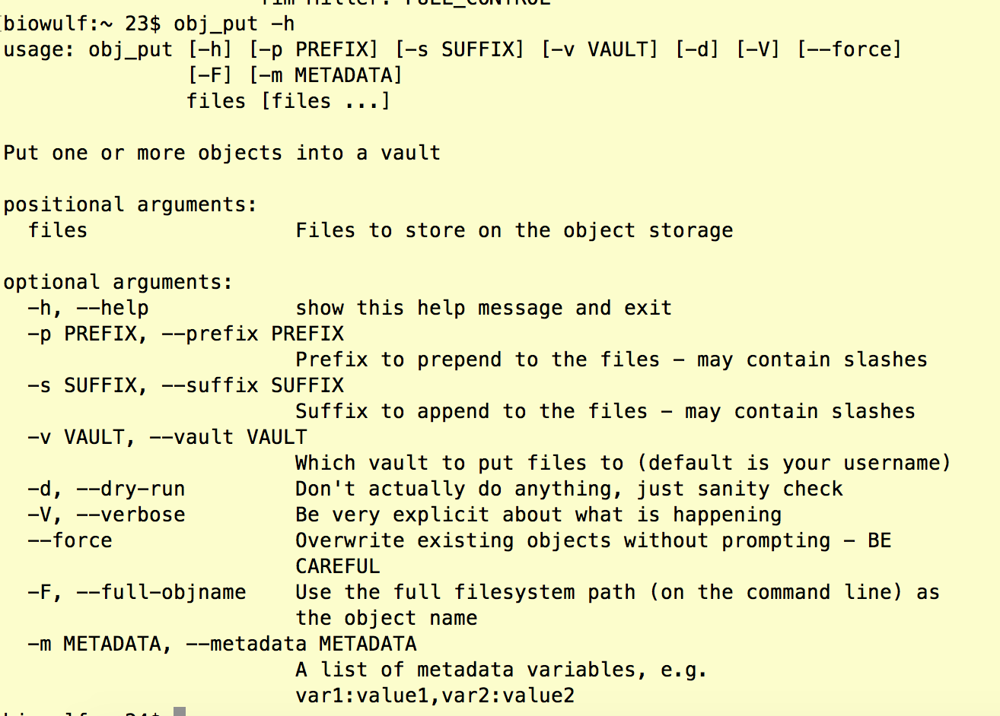 Tim Miller: FULL_CONTROL
biowulf:~ 23$ obj_put -h
usage: obj_put [-h] [-p PREFIX] [-s SUFFIX] [-v VAULT] [-d] [-V] [--force]
               [-F] [-m METADATA]
               files [files ...]

Put one or more objects into a vault

positional arguments:
  files                 Files to store on the object storage

optional arguments:
  -h, --help            show this help message and exit
  -p PREFIX, --prefix PREFIX
                        Prefix to prepend to the files - may contain slashes
  -s SUFFIX, --suffix SUFFIX
                        Suffix to append to the files - may contain slashes
  -v VAULT, --vault VAULT
                        Which vault to put files to (default is your username)
  -d, --dry-run         Don't actually do anything, just sanity check
  -V, --verbose         Be very explicit about what is happening
  --force               Overwrite existing objects without prompting - BE
                        CAREFUL
  -F, --full-objname    Use the full filesystem path (on the command line) as
                        the object name
  -m METADATA, --metadata METADATA
                        A list of metadata variables, e.g.
                        var1:value1,var2:value2
biowulf:~ 24$